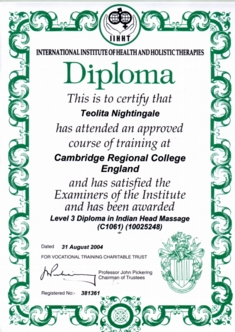 IIHHT
INTERNATIONAL INSTITUTE OF HEALTH AND HOLISTIC THERAPIES
Diploma
This is to certify that
Teolita Nightingale
has attended an approved
course of training at
Cambridge Regional College
England
and has satisfied the
Examiners of the Institute
and has been awarded
Level 3 Diploma in Indian Head Massage
(C1061) (10025248)
Dated 31 August 2004
FOR VOCATIONAL TRAINING CHARITABLE TRUST
Professor John Pickering
Chairman of Trustees
Registered No:- 381361